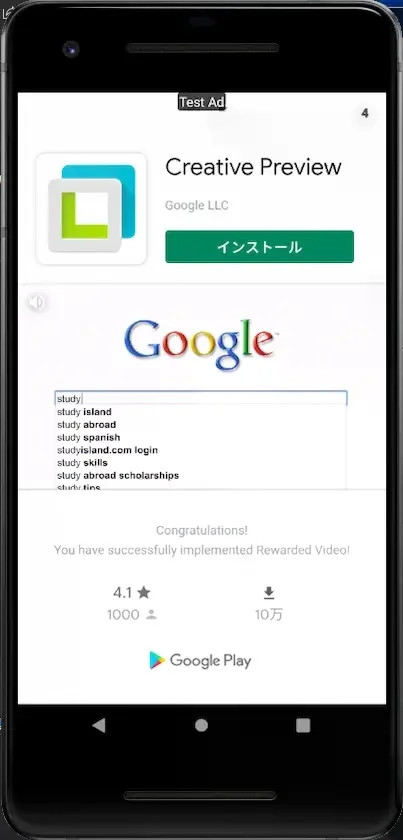 Test Ad
4
Creative Preview
Google LLC
インストール
Google
study
study island
study abroad
study spanish
studyisland.com login
study skills
study abroad scholarships
study tips
Congratulations!
You have successfully implemented Rewarded Video!
4.1 ★
1000
10万
Google Play